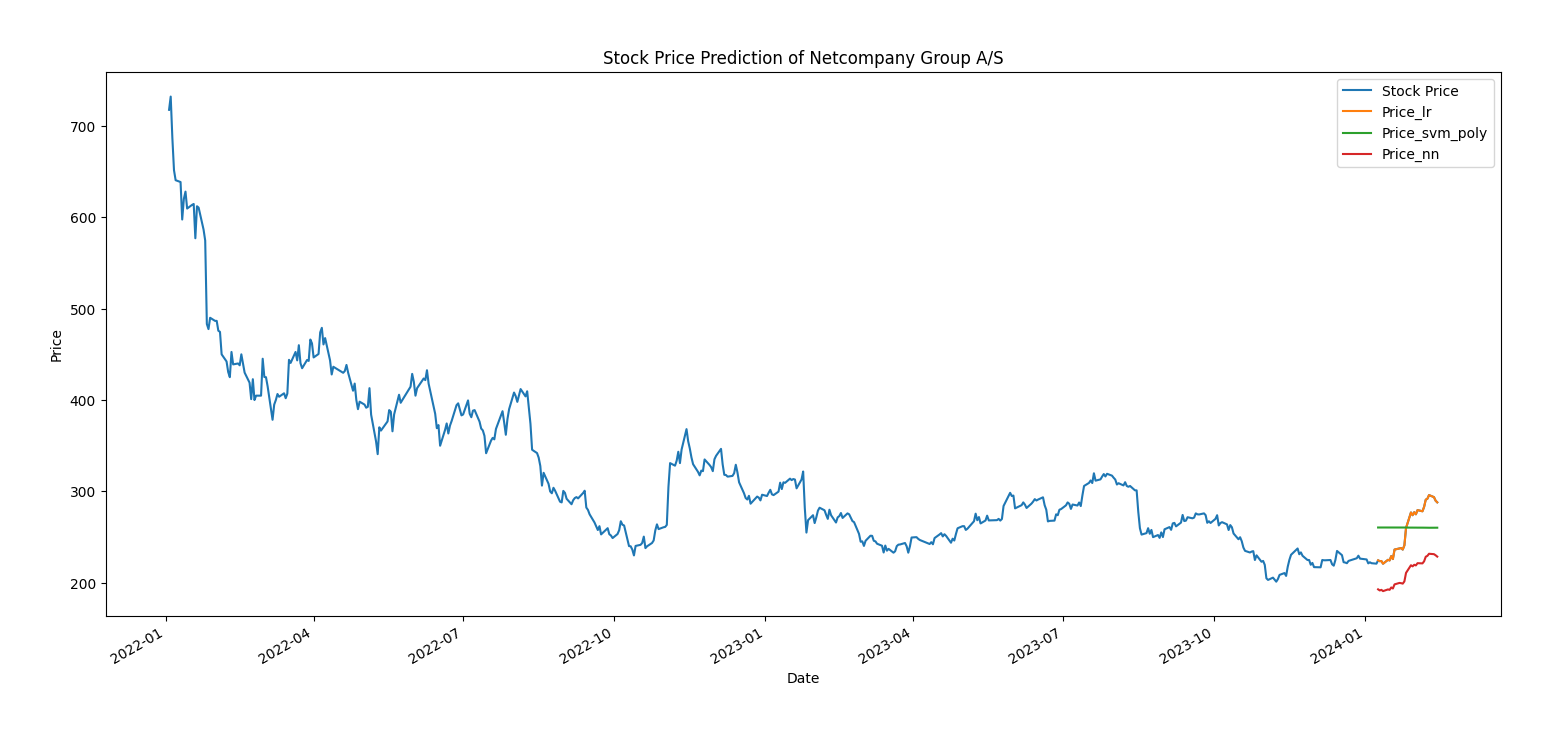 Stock Price Prediction of Netcompany Group A/S
Stock Price
Price_lr
Price_svm_poly
Price_nn
700
600
500
400
300
200
Price
2022-01
2022-04
2022-07
2022-10
2023-01
2023-04
2023-07
2023-10
2024-01
Date